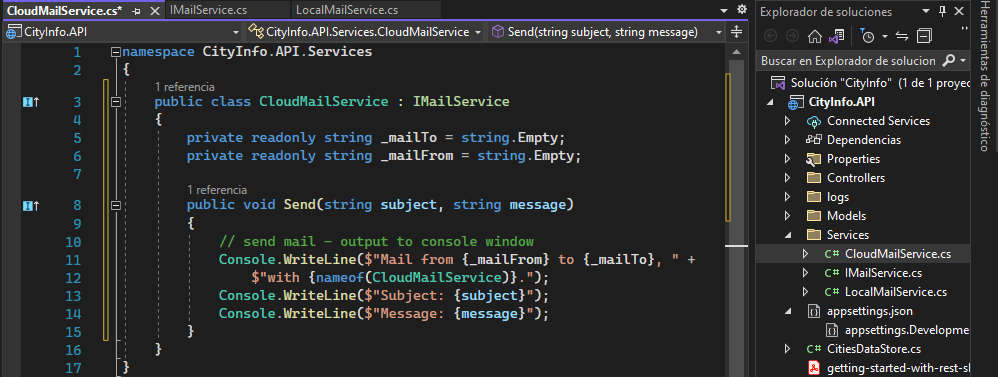 CloudMailService.cs*
IMailService.cs
LocalMailService.cs
CityInfo.API
CityInfo.API.Services.CloudMailService
Send(string subject, string message)
1 namespace CityInfo.API.Services
2 {
1 referencia
3 public class CloudMailService : IMailService
4 {
5 private readonly string _mailTo = string.Empty;
6 private readonly string _mailFrom = string.Empty;
7
1 referencia
8 public void Send(string subject, string message)
9 {
10 // send mail - output to console window
11 Console.WriteLine($"Mail from {_mailFrom} to {_mailTo}, " +
12 $"with {nameof(CloudMailService)}.");
13 Console.WriteLine($"Subject: {subject}");
14 Console.WriteLine($"Message: {message}");
15 }
16 }
17 }
Explorador de soluciones
Buscar en Explorador de solucion
Solución "CityInfo" (1 de 1 proyec
CityInfo.API
Connected Services
Dependencias
Properties
Controllers
logs
Models
Services
C# CloudMailService.cs
C# IMailService.cs
C# LocalMailService.cs
appsettings.json
appsettings.Developme
C# CitiesDataStore.cs
getting-started-with-rest-sl
Herramientas de diagnóstico